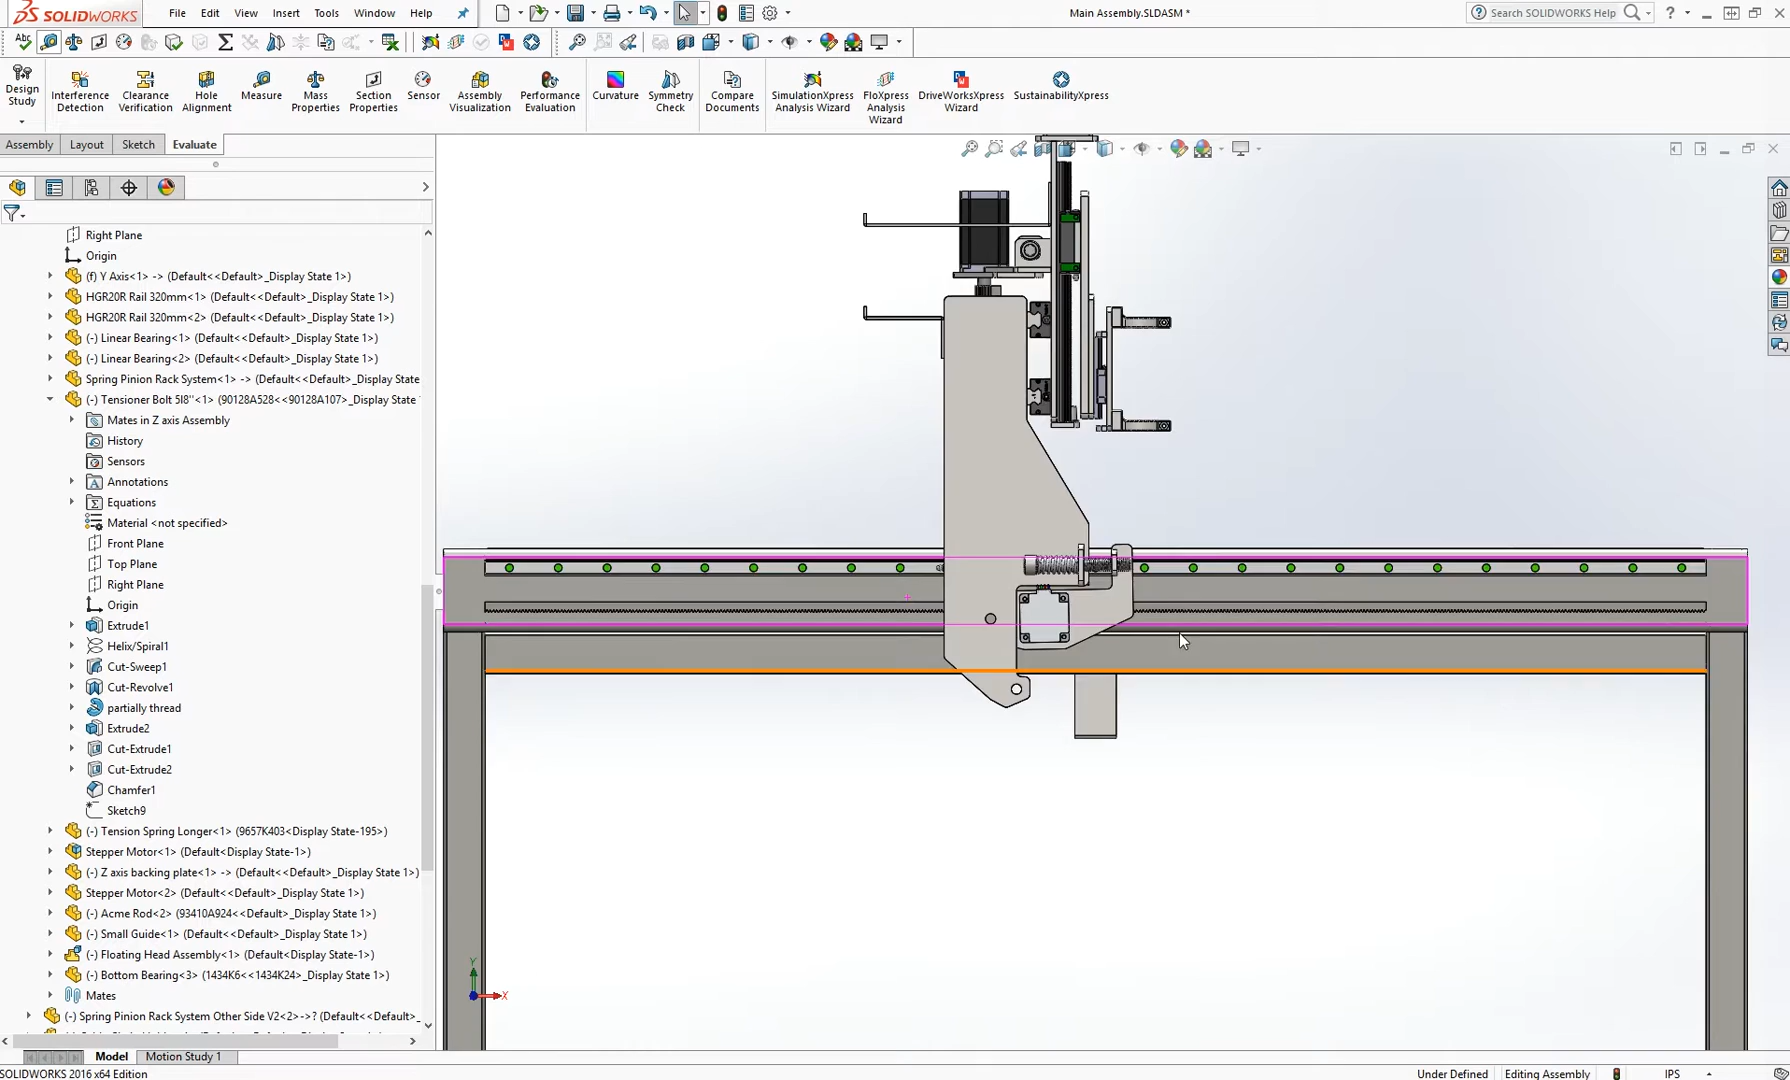 SOLIDWORKS File Edit View Insert Tools Window Help Main Assembly.SLDASM * Search SOLIDWORKS Help
Design Study
Interference Detection
Clearance Verification
Hole Alignment
Measure
Mass Properties
Section Properties
Sensor
Assembly Visualization
Performance Evaluation
Curvature
Symmetry Check
Compare Documents
SimulationXpress Analysis Wizard
FloXpress Analysis Wizard
DriveWorksXpress Wizard
SustainabilityXpress
Assembly Layout Sketch Evaluate
Right Plane
Origin
(f) Y Axis<1> -> (Default<<Default>_Display State 1>)
HGR20R Rail 320mm<1> (Default<<Default>_Display State 1>)
HGR20R Rail 320mm<2> (Default<<Default>_Display State 1>)
(-) Linear Bearing<1> (Default<<Default>_Display State 1>)
(-) Linear Bearing<2> (Default<<Default>_Display State 1>)
Spring Pinion Rack System<1> -> (Default<<Default>_Display State
(-) Tensioner Bolt 5I8''<1> (90128A528<<90128A107>_Display State
Mates in Z axis Assembly
History
Sensors
Annotations
Equations
Material <not specified>
Front Plane
Top Plane
Right Plane
Origin
Extrude1
Helix/Spiral1
Cut-Sweep1
Cut-Revolve1
partially thread
Extrude2
Cut-Extrude1
Cut-Extrude2
Chamfer1
Sketch9
(-) Tension Spring Longer<1> (9657K403<Display State-195>)
Stepper Motor<1> (Default<Display State-1>)
(-) Z axis backing plate<1> -> (Default<<Default>_Display State 1>)
Stepper Motor<2> (Default<<Default>_Display State 1>)
(-) Acme Rod<2> (93410A924<<Default>_Display State 1>)
(-) Small Guide<1> (Default<<Default>_Display State 1>)
(-) Floating Head Assembly<1> (Default<Display State-1>)
(-) Bottom Bearing<3> (1434K6<<1434K24>_Display State 1>)
Mates
(-) Spring Pinion Rack System Other Side V2<2>->? (Default<<Default>_
Y
X
Model Motion Study 1
SOLIDWORKS 2016 x64 Edition Under Defined Editing Assembly IPS